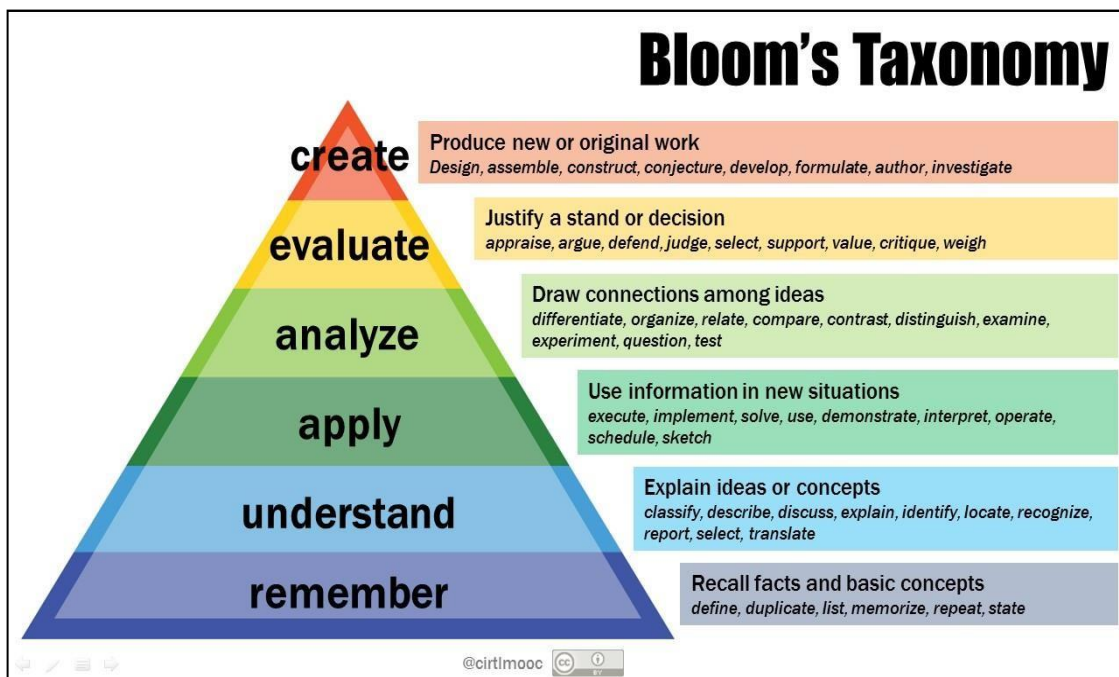 Bloom's Taxonomy
create
Produce new or original work
Design, assemble, construct, conjecture, develop, formulate, author, investigate
evaluate
Justify a stand or decision
appraise, argue, defend, judge, select, support, value, critique, weigh
analyze
Draw connections among ideas
differentiate, organize, relate, compare, contrast, distinguish, examine,
experiment, question, test
apply
Use information in new situations
execute, implement, solve, use, demonstrate, interpret, operate,
schedule, sketch
understand
Explain ideas or concepts
classify, describe, discuss, explain, identify, locate, recognize,
report, select, translate
remember
Recall facts and basic concepts
define, duplicate, list, memorize, repeat, state
@cirtlmooc
cc
BY